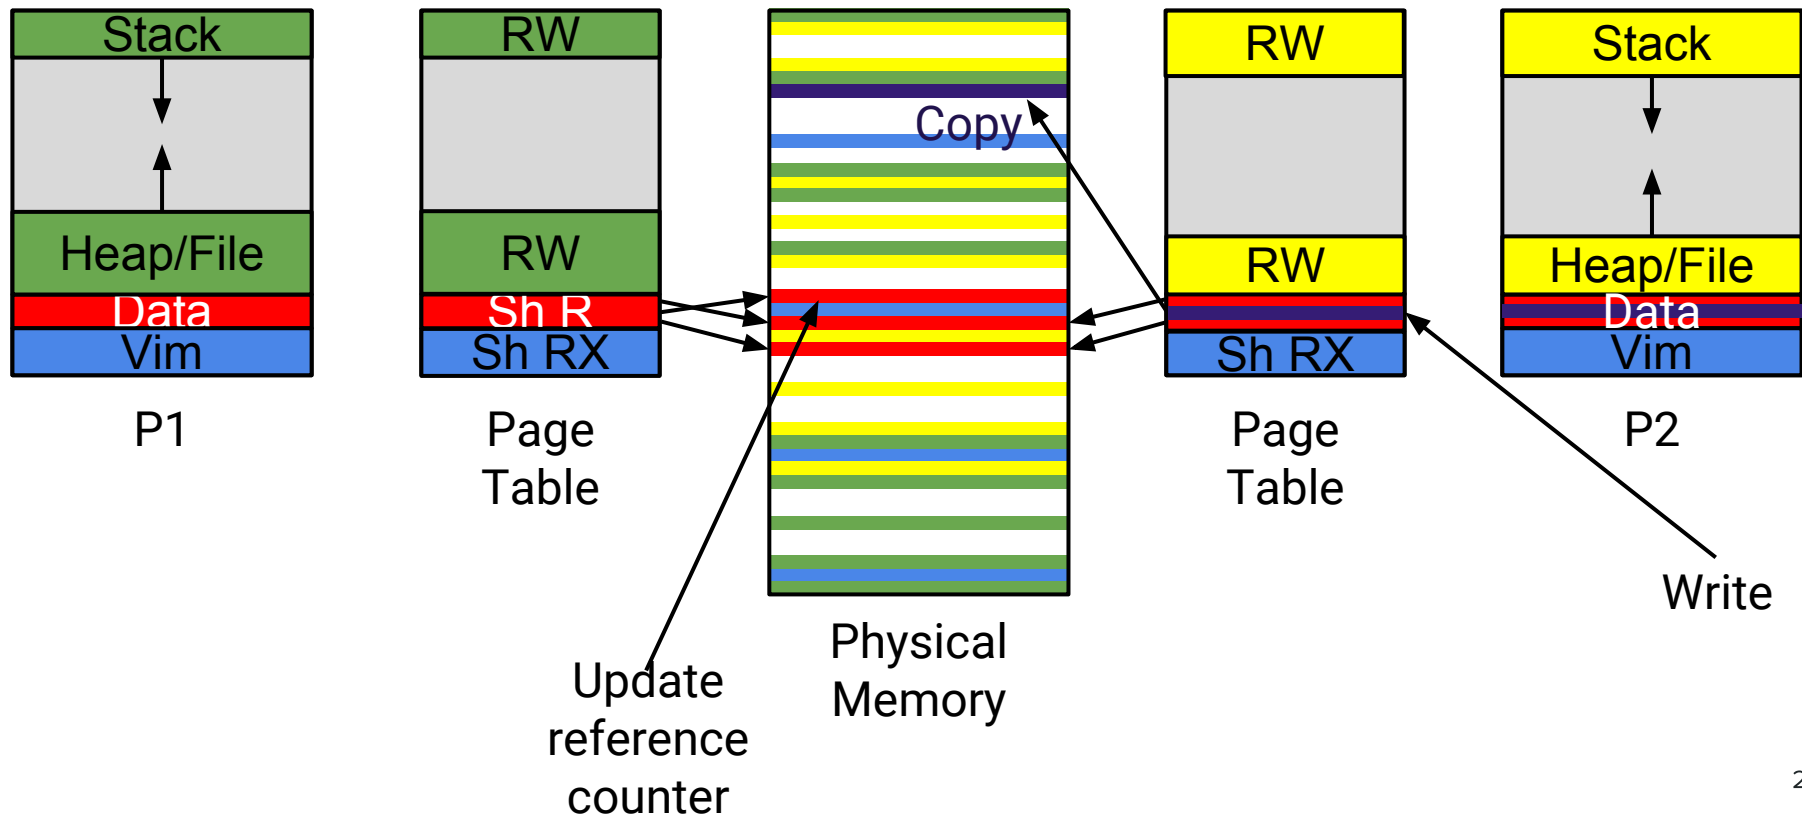 Stack
Heap/File
Data
Vim
P1
RW
RW
Sh R
Sh RX
Page
Table
Copy
Physical
Memory
Update
reference
counter
RW
RW
Sh RX
Page
Table
Stack
Heap/File
Data
Vim
P2
Write
2